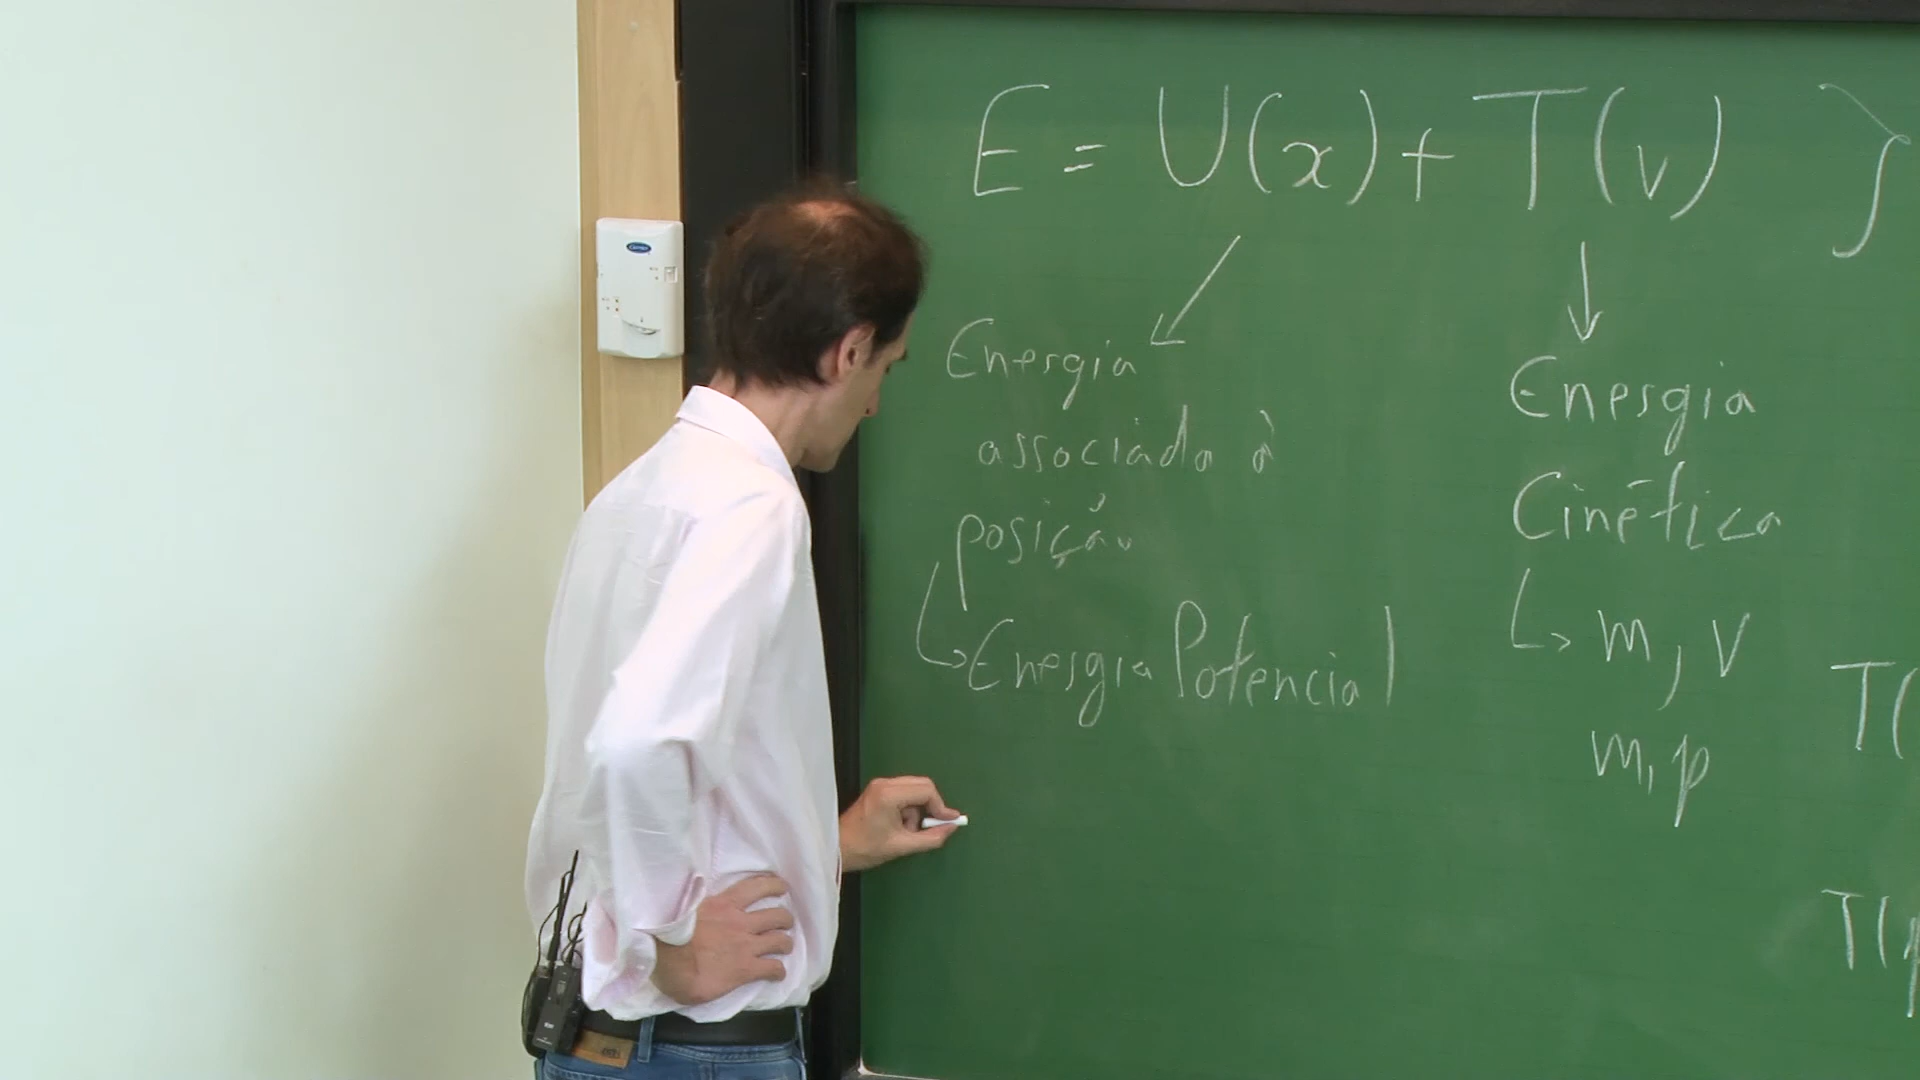 E = U(x) + T(v) }
Energia
associada à
posição
↳ Energia Potencial
↓
Energia
Cinética
↳ m, v
m, p
T(
T(